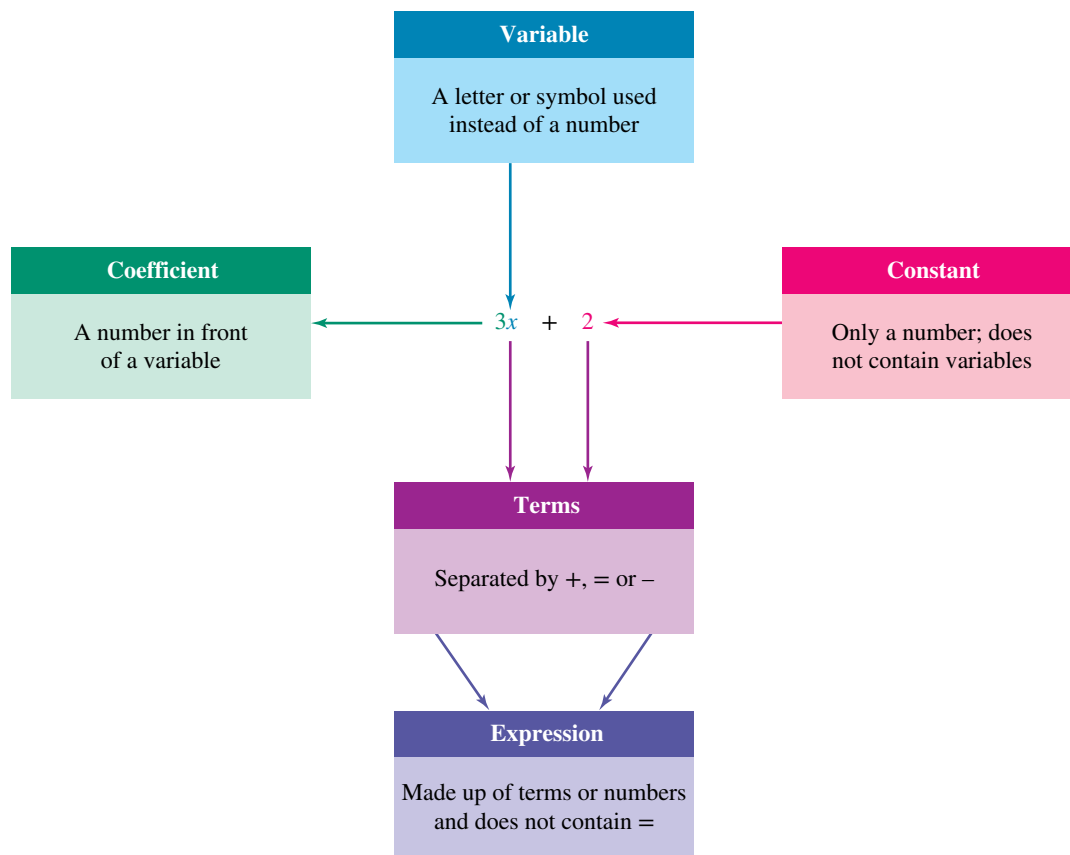 Variable
A letter or symbol used
instead of a number
Coefficient
A number in front
of a variable
3x + 2
Constant
Only a number; does
not contain variables
Terms
Separated by +, = or –
Expression
Made up of terms or numbers
and does not contain =